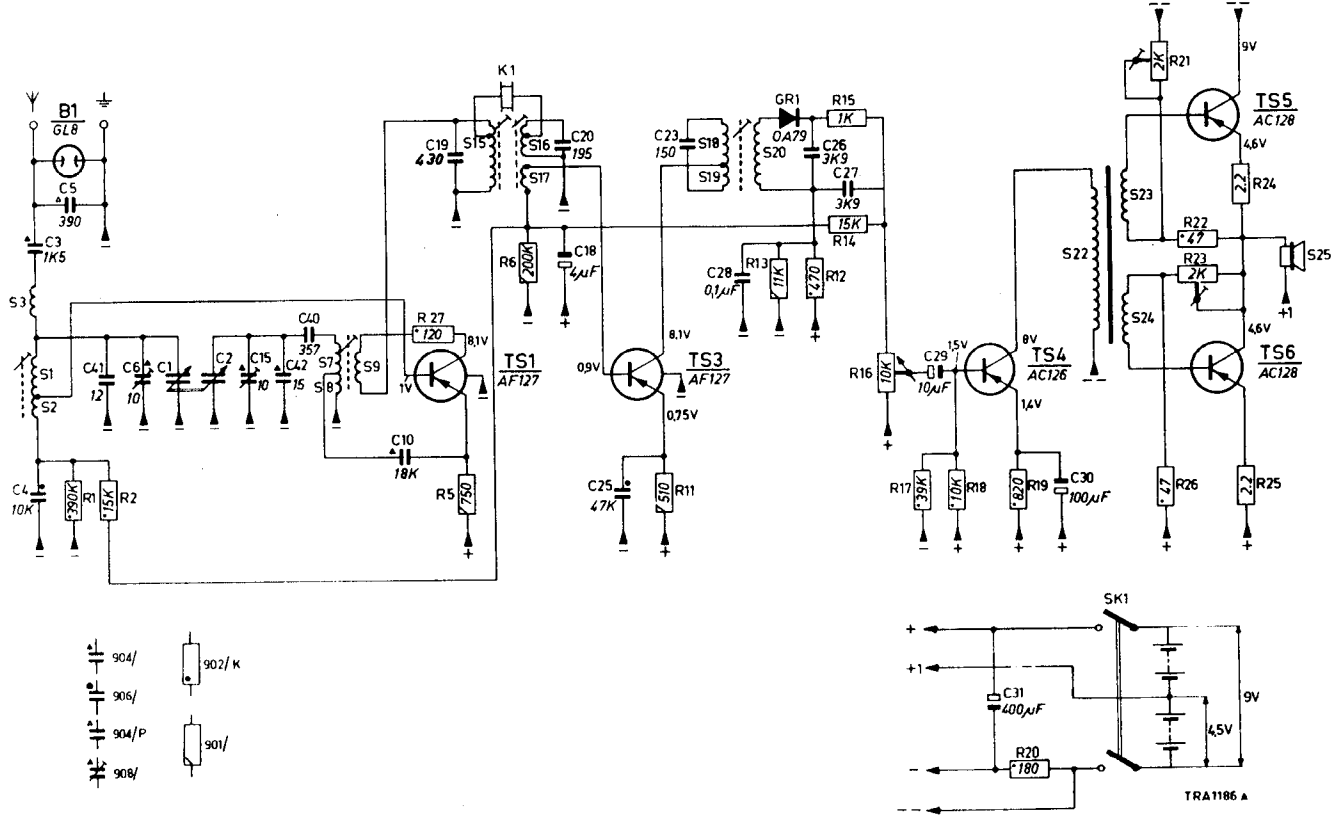 B1
GL8
C5
390
C3
1K5
S3
S1
S2
C41
12
C6
10
C1
C2
C15
10
C42
15
C40
357
S7
S8
S9
R 27
120
8,1V
1V
TS1
AF127
C10
18K
R5
750
+
C4
10K
R1
390K
R2
15K
K1
C19
430
S15
S16
S17
C20
195
R6
200K
C18
4µF
+
0,9V
8,1V
TS3
AF127
0,75V
C25
47K
R11
510
+
C23
150
S18
S19
S20
GR1
OA79
R15
1K
C26
3K9
C27
3K9
15K
R14
C28
0,1µF
R13
11K
R12
470
+
R16
10K
+
C29
10µF
1,5V
8V
TS4
AC126
1,4V
R17
39K
R18
10K
R19
820
C30
100µF
- + + +
S22
S23
S24
R21
2K
9V
TS5
AC128
4,6V
R24
2.2
R22
47
R23
2K
S25
+1
4,6V
TS6
AC128
R26
47
R25
2.2
+ +
904/
906/
904/P
908/
902/K
901/
SK1
+
+1
C31
400µF
-
R20
180
--
9V
4,5V
TRA1186 A